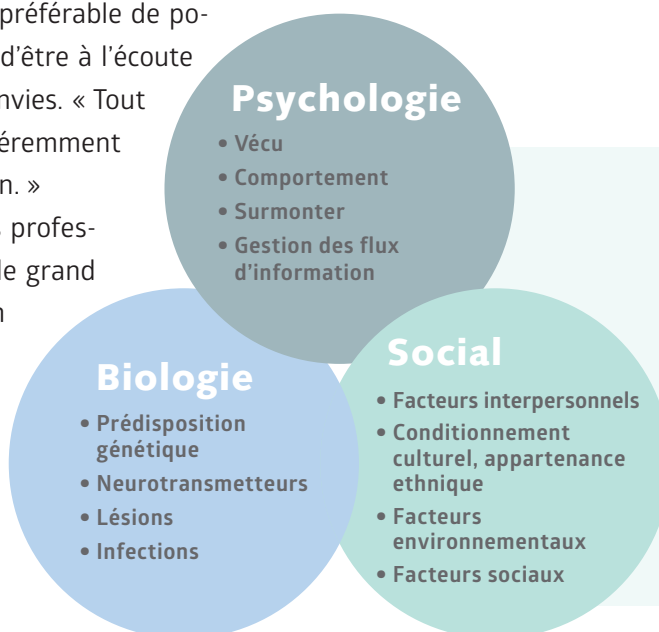 préférable de po-
d’être à l’écoute
nvies. « Tout
éremment
n. »
profes-
le grand
Psychologie
• Vécu
• Comportement
• Surmonter
• Gestion des flux
d’information
Biologie
• Prédisposition
génétique
• Neurotransmetteurs
• Lésions
• Infections
Social
• Facteurs interpersonnels
• Conditionnement
culturel, appartenance
ethnique
• Facteurs
environnementaux
• Facteurs sociaux